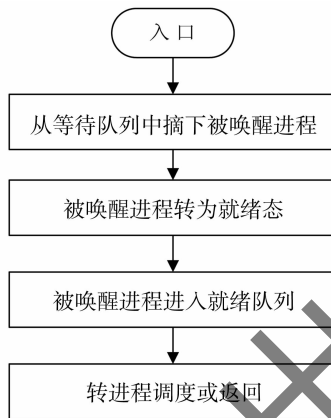 入 口
从等待队列中摘下被唤醒进程
被唤醒进程转为就绪态
被唤醒进程进入就绪队列
转进程调度或返回